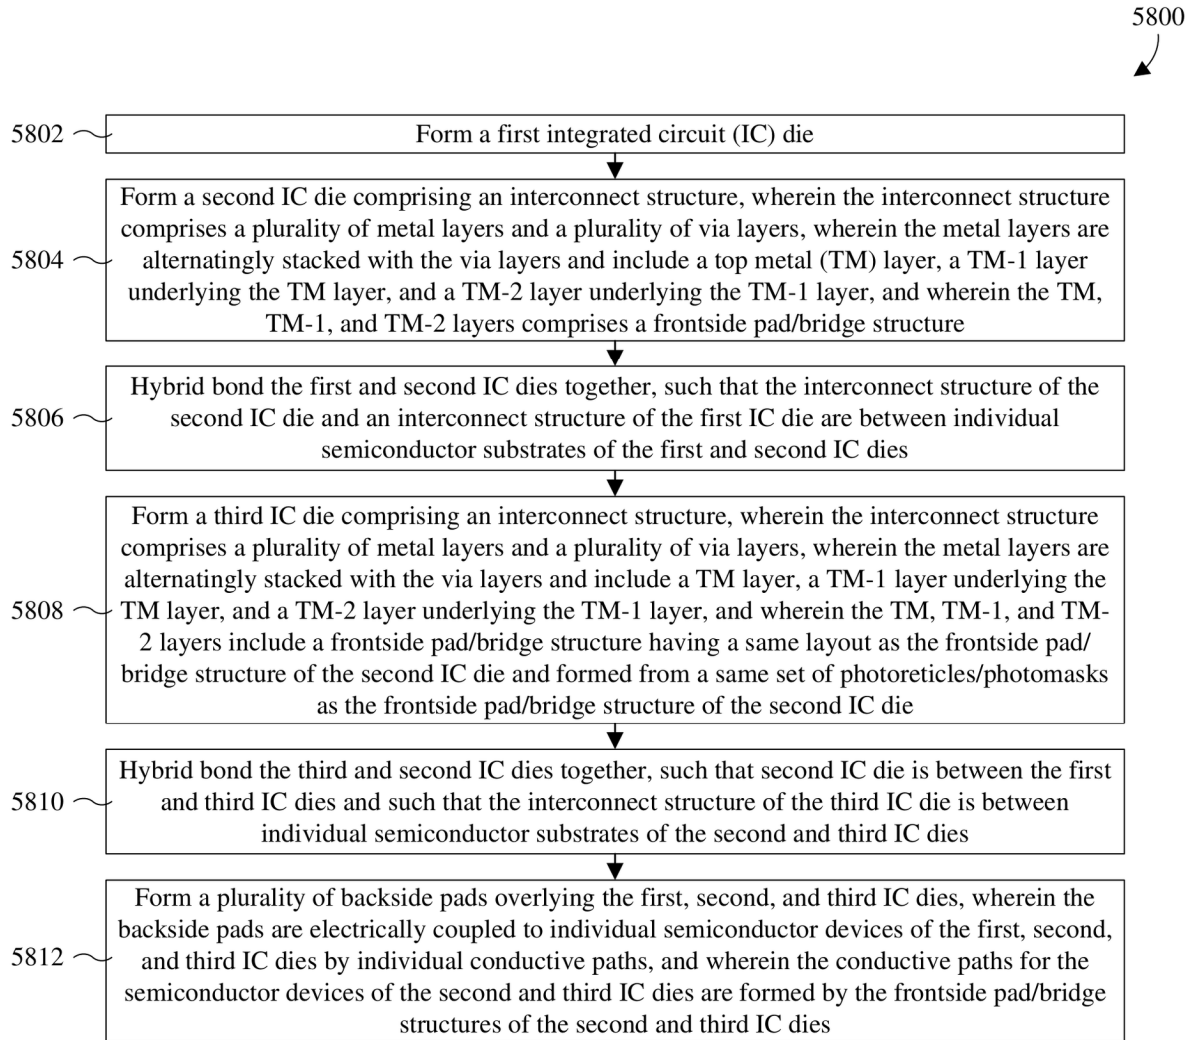 5800
5802
Form a first integrated circuit (IC) die
Form a second IC die comprising an interconnect structure, wherein the interconnect structure
comprises a plurality of metal layers and a plurality of via layers, wherein the metal layers are
5804
alternatingly stacked with the via layers and include a top metal (TM) layer, a TM-1 layer
underlying the TM layer, and a TM-2 layer underlying the TM-1 layer, and wherein the TM,
TM-1, and TM-2 layers comprises a frontside pad/bridge structure
Hybrid bond the first and second IC dies together, such that the interconnect structure of the
5806
second IC die and an interconnect structure of the first IC die are between individual
semiconductor substrates of the first and second IC dies
Form a third IC die comprising an interconnect structure, wherein the interconnect structure
comprises a plurality of metal layers and a plurality of via layers, wherein the metal layers are
alternatingly stacked with the via layers and include a TM layer, a TM-1 layer underlying the
5808
TM layer, and a TM-2 layer underlying the TM-1 layer, and wherein the TM, TM-1, and TM-
2 layers include a frontside pad/bridge structure having a same layout as the frontside pad/
bridge structure of the second IC die and formed from a same set of photoreticles/photomasks
as the frontside pad/bridge structure of the second IC die
Hybrid bond the third and second IC dies together, such that second IC die is between the first
5810
and third IC dies and such that the interconnect structure of the third IC die is between
individual semiconductor substrates of the second and third IC dies
Form a plurality of backside pads overlying the first, second, and third IC dies, wherein the
backside pads are electrically coupled to individual semiconductor devices of the first, second,
5812
and third IC dies by individual conductive paths, and wherein the conductive paths for the
semiconductor devices of the second and third IC dies are formed by the frontside pad/bridge
structures of the second and third IC dies